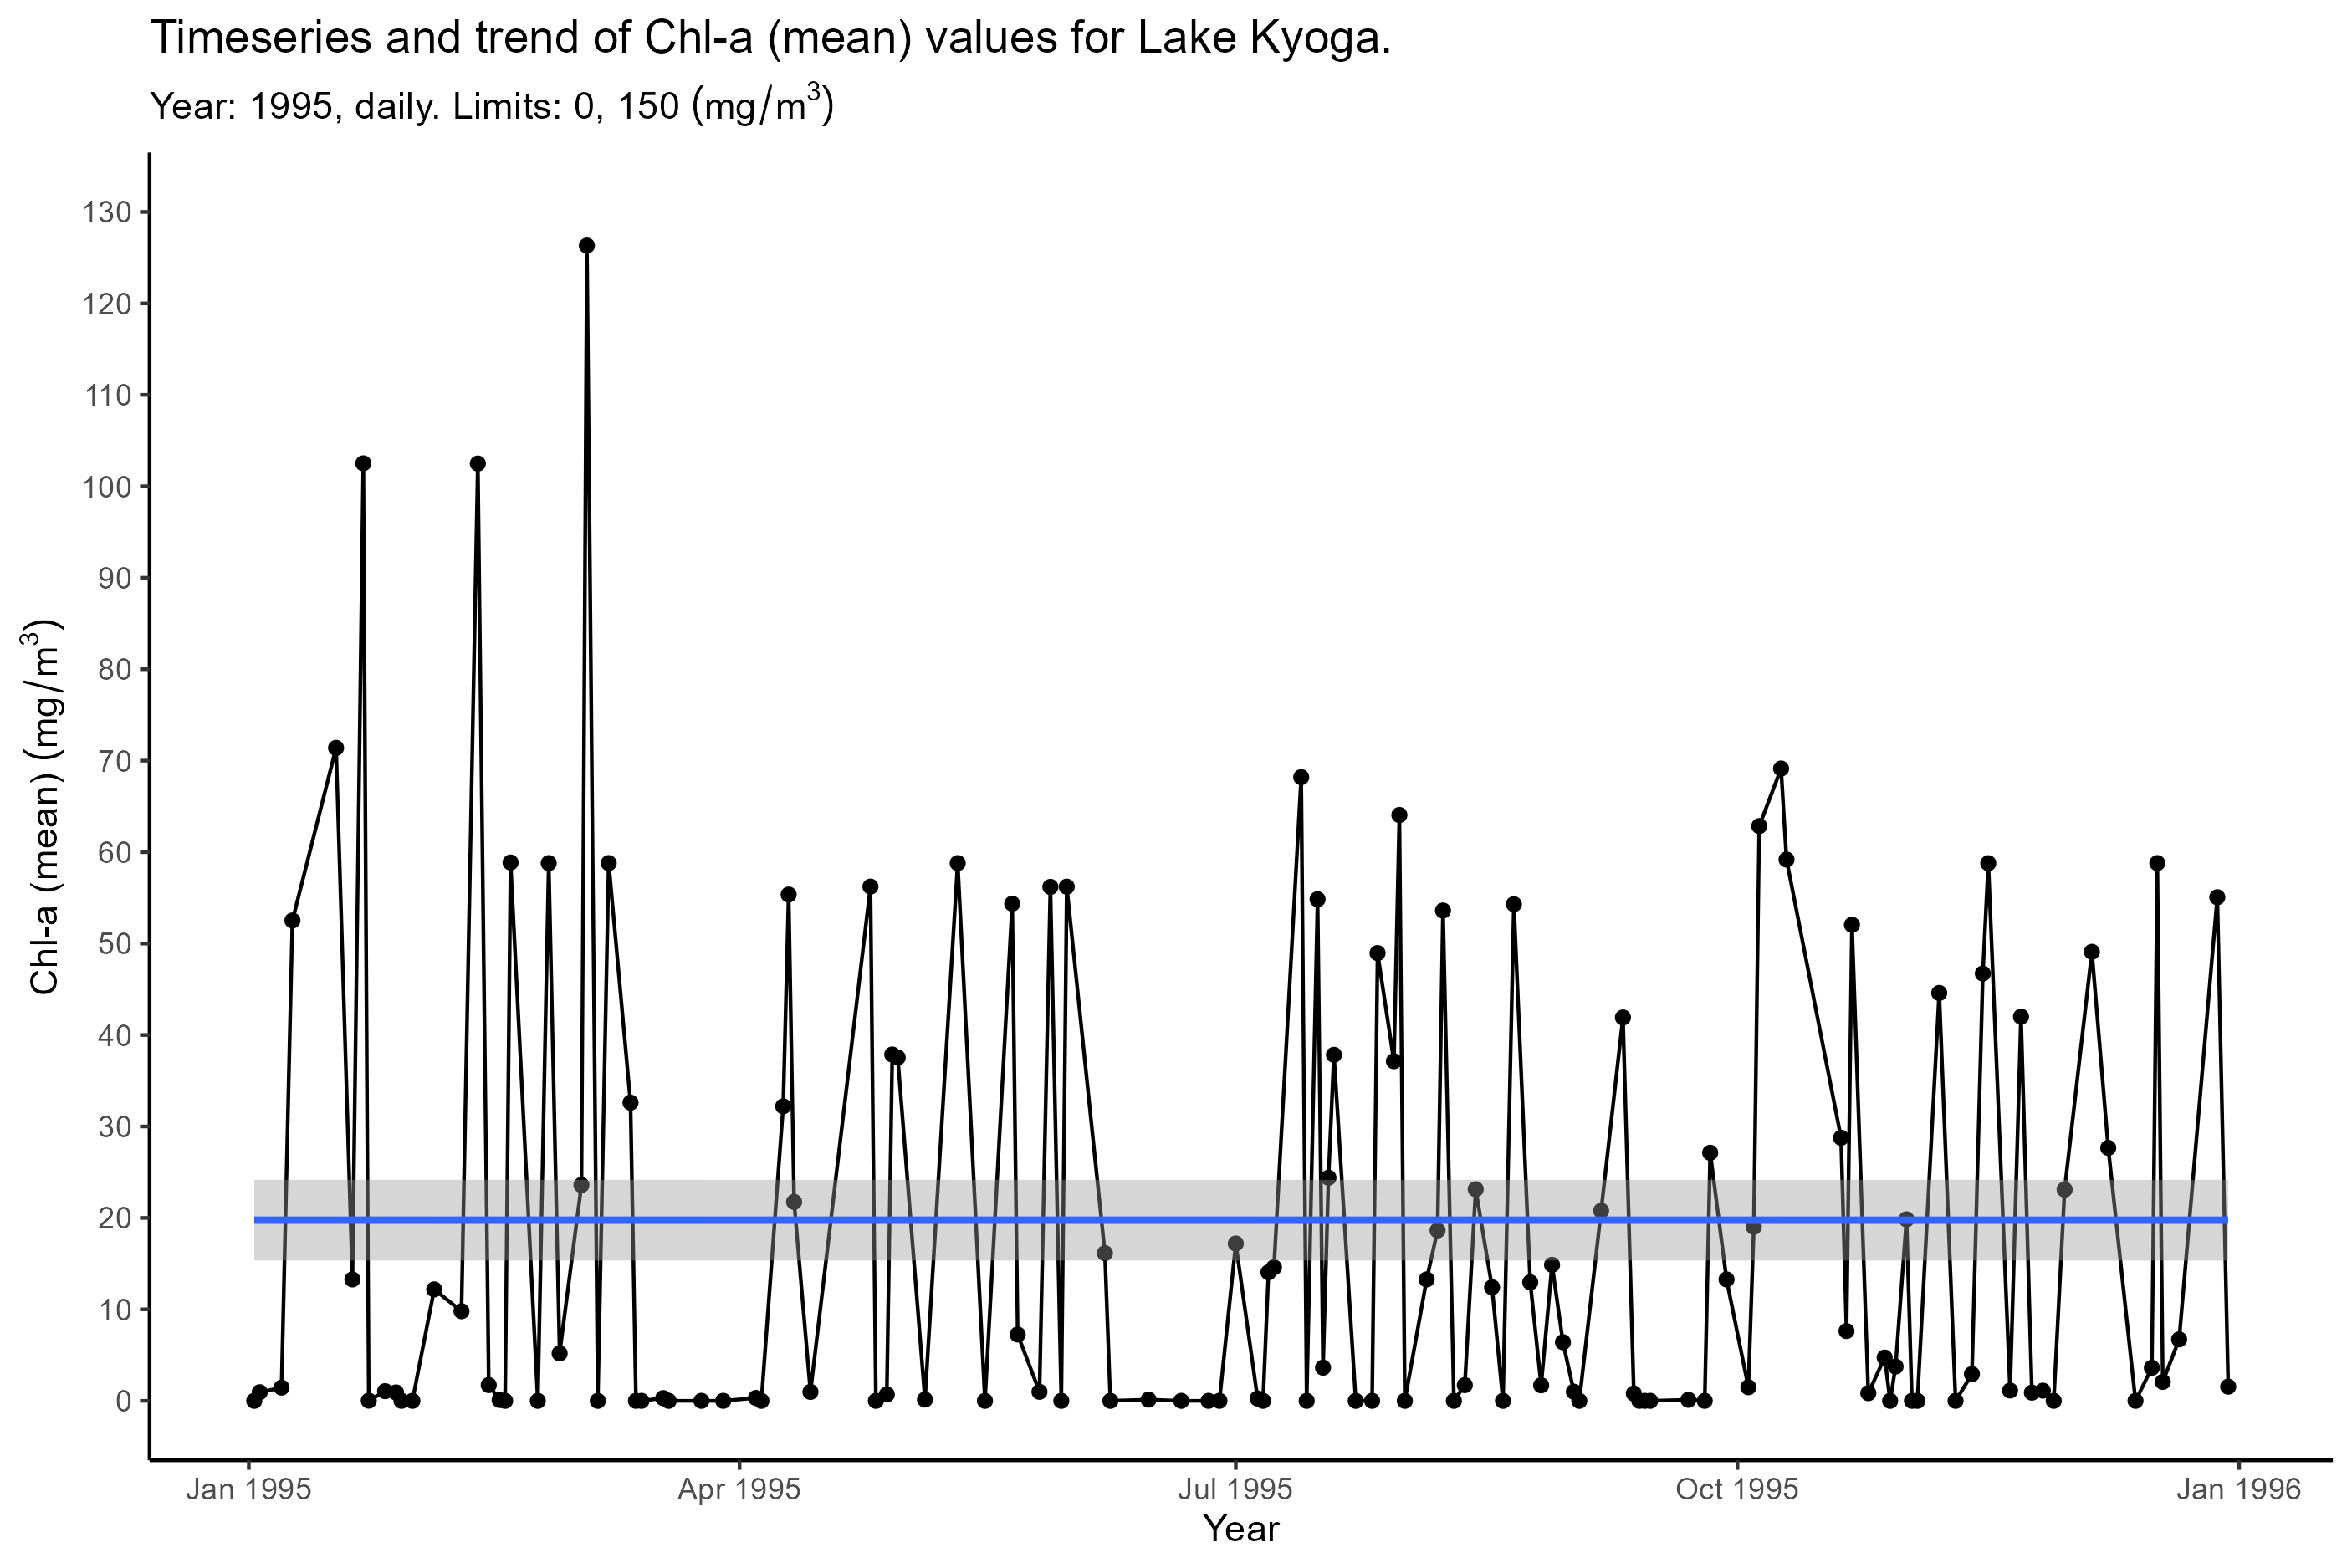 Timeseries and trend of Chl-a (mean) values for Lake Kyoga.
Year: 1995, daily. Limits: 0, 150 (mg/m³)
Chl-a (mean) (mg/m³)
130
120
110
100
90
80
70
60
50
40
30
20
10
0
Jan 1995 Apr 1995 Jul 1995 Oct 1995 Jan 1996
Year